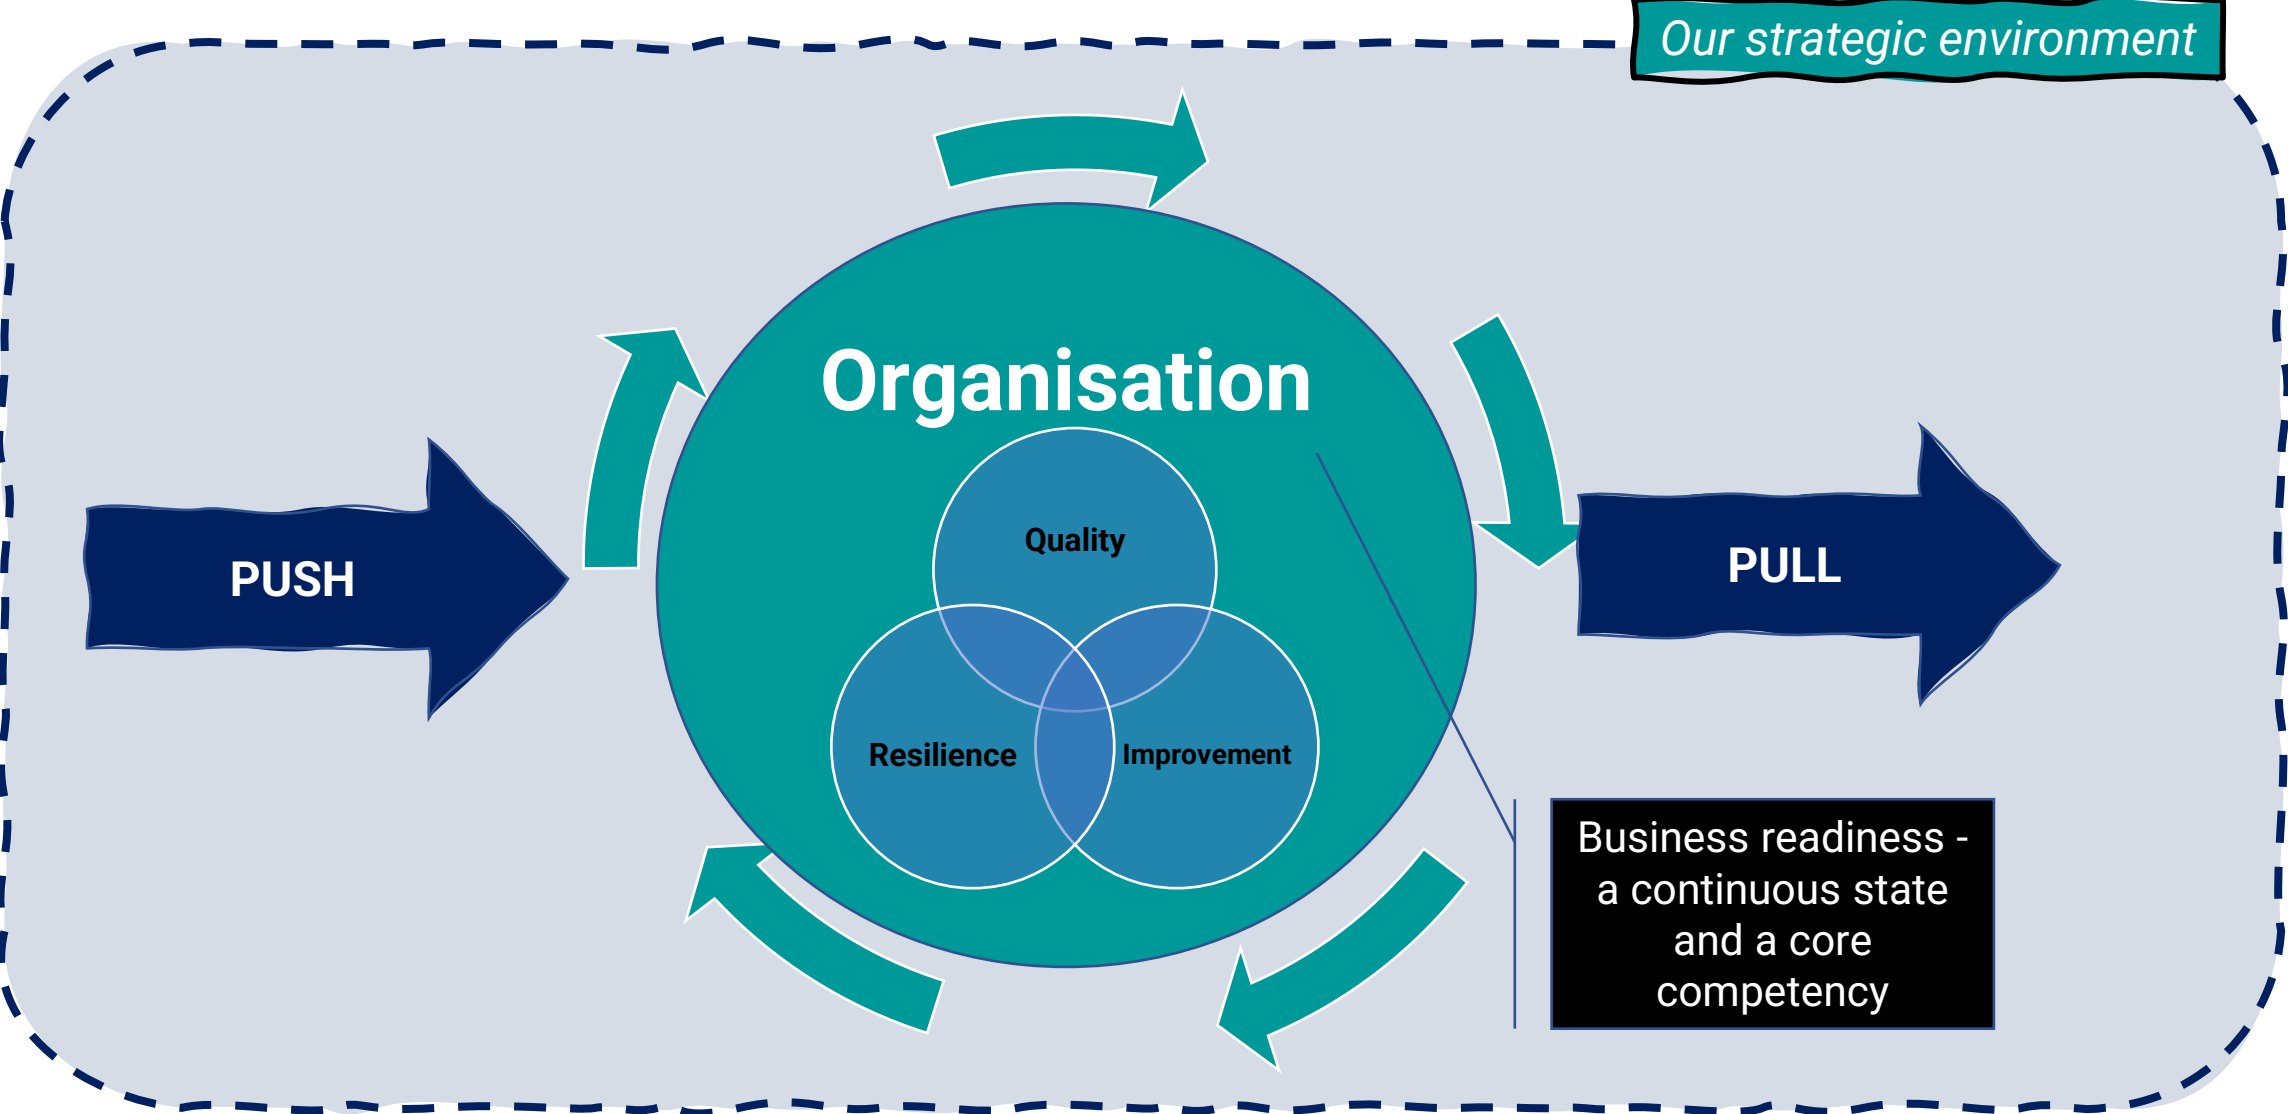 Our strategic environment
Organisation
Quality
PUSH
PULL
Resilience
Improvement
Business readiness -
a continuous state
and a core
competency